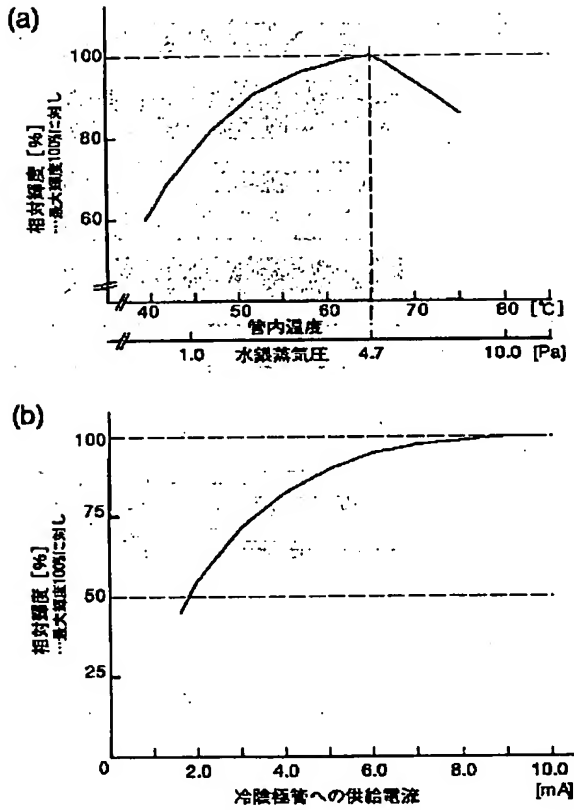 (a)
100
80
60
相対輝度 [%]
…最大輝度100%に対し
40 50 60 70 80 [℃]
管内温度
1.0 水銀蒸気圧 4.7 10.0 [Pa]
(b)
100
75
50
25
相対輝度 [%]
…最大輝度100%に対し
0 2.0 4.0 6.0 8.0 10.0
[mA]
冷陰極管への供給電流